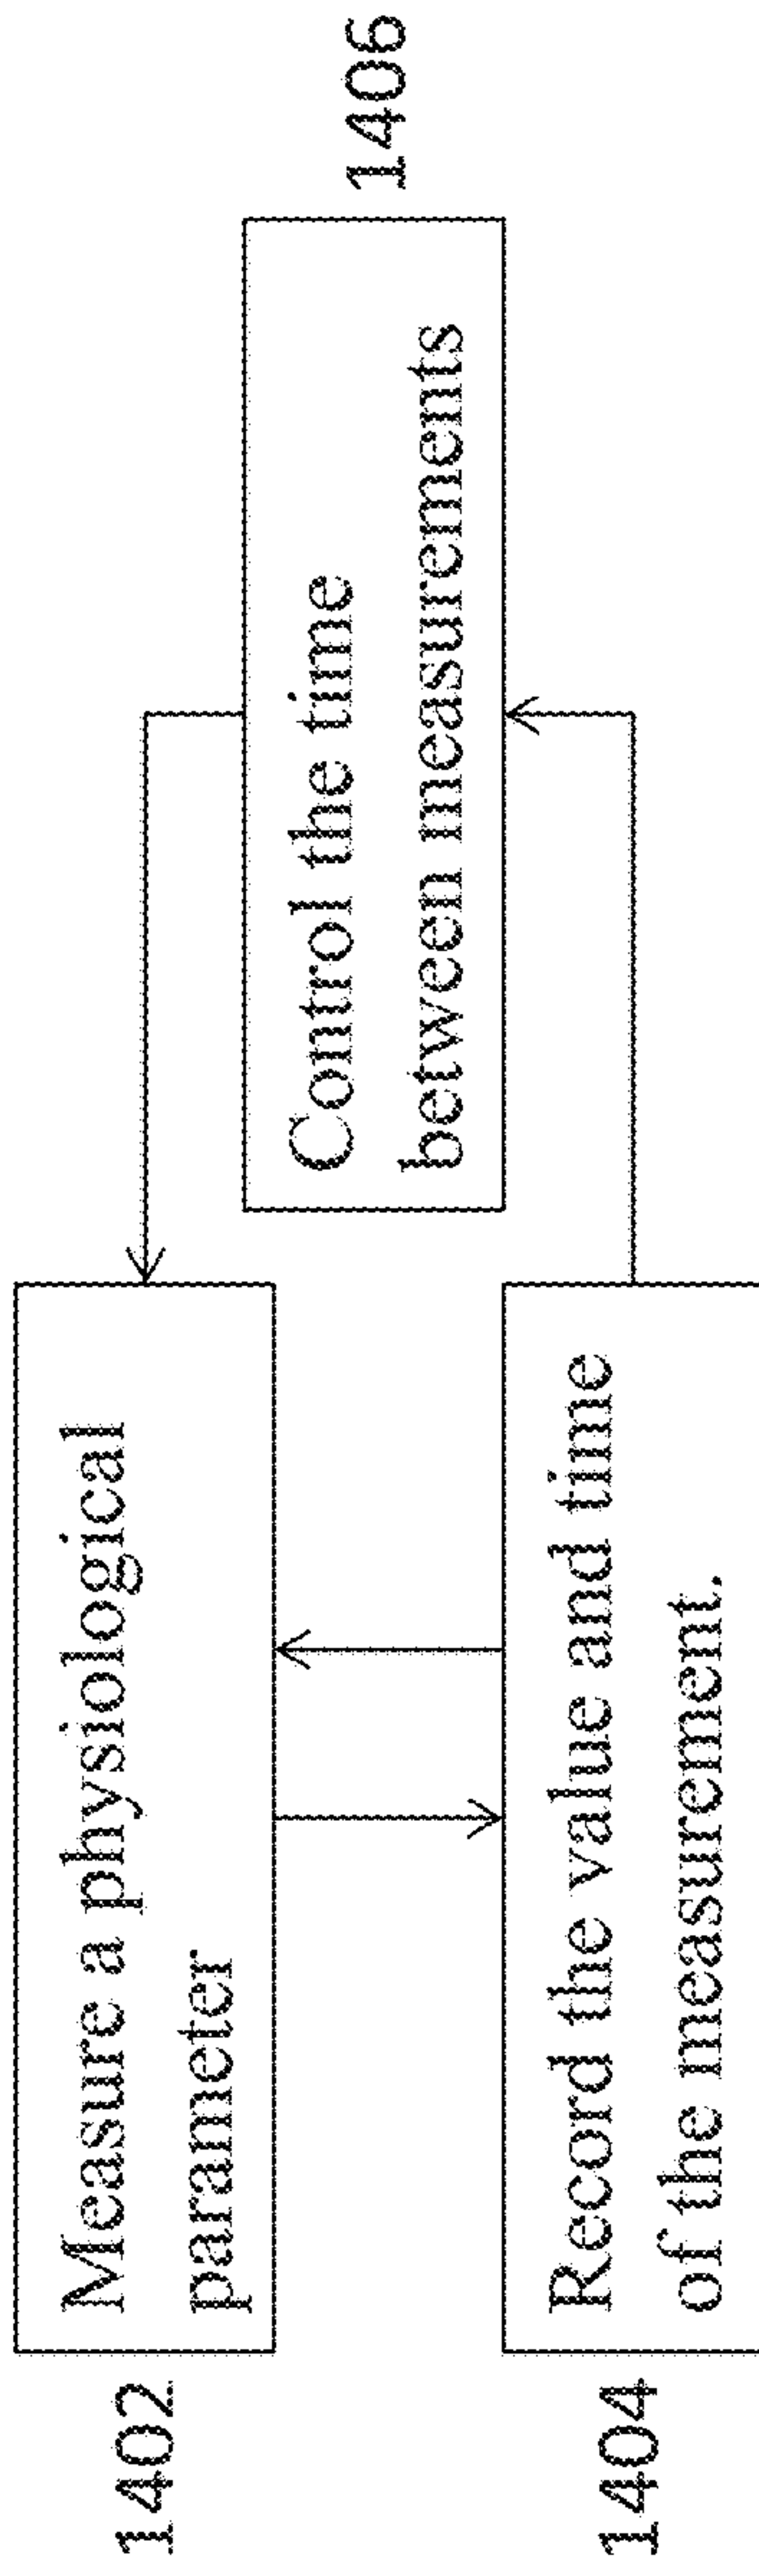 1402
Measure a physiological
parameter
1404
Record the value and time
of the measurement.
Control the time
between measurements
1406